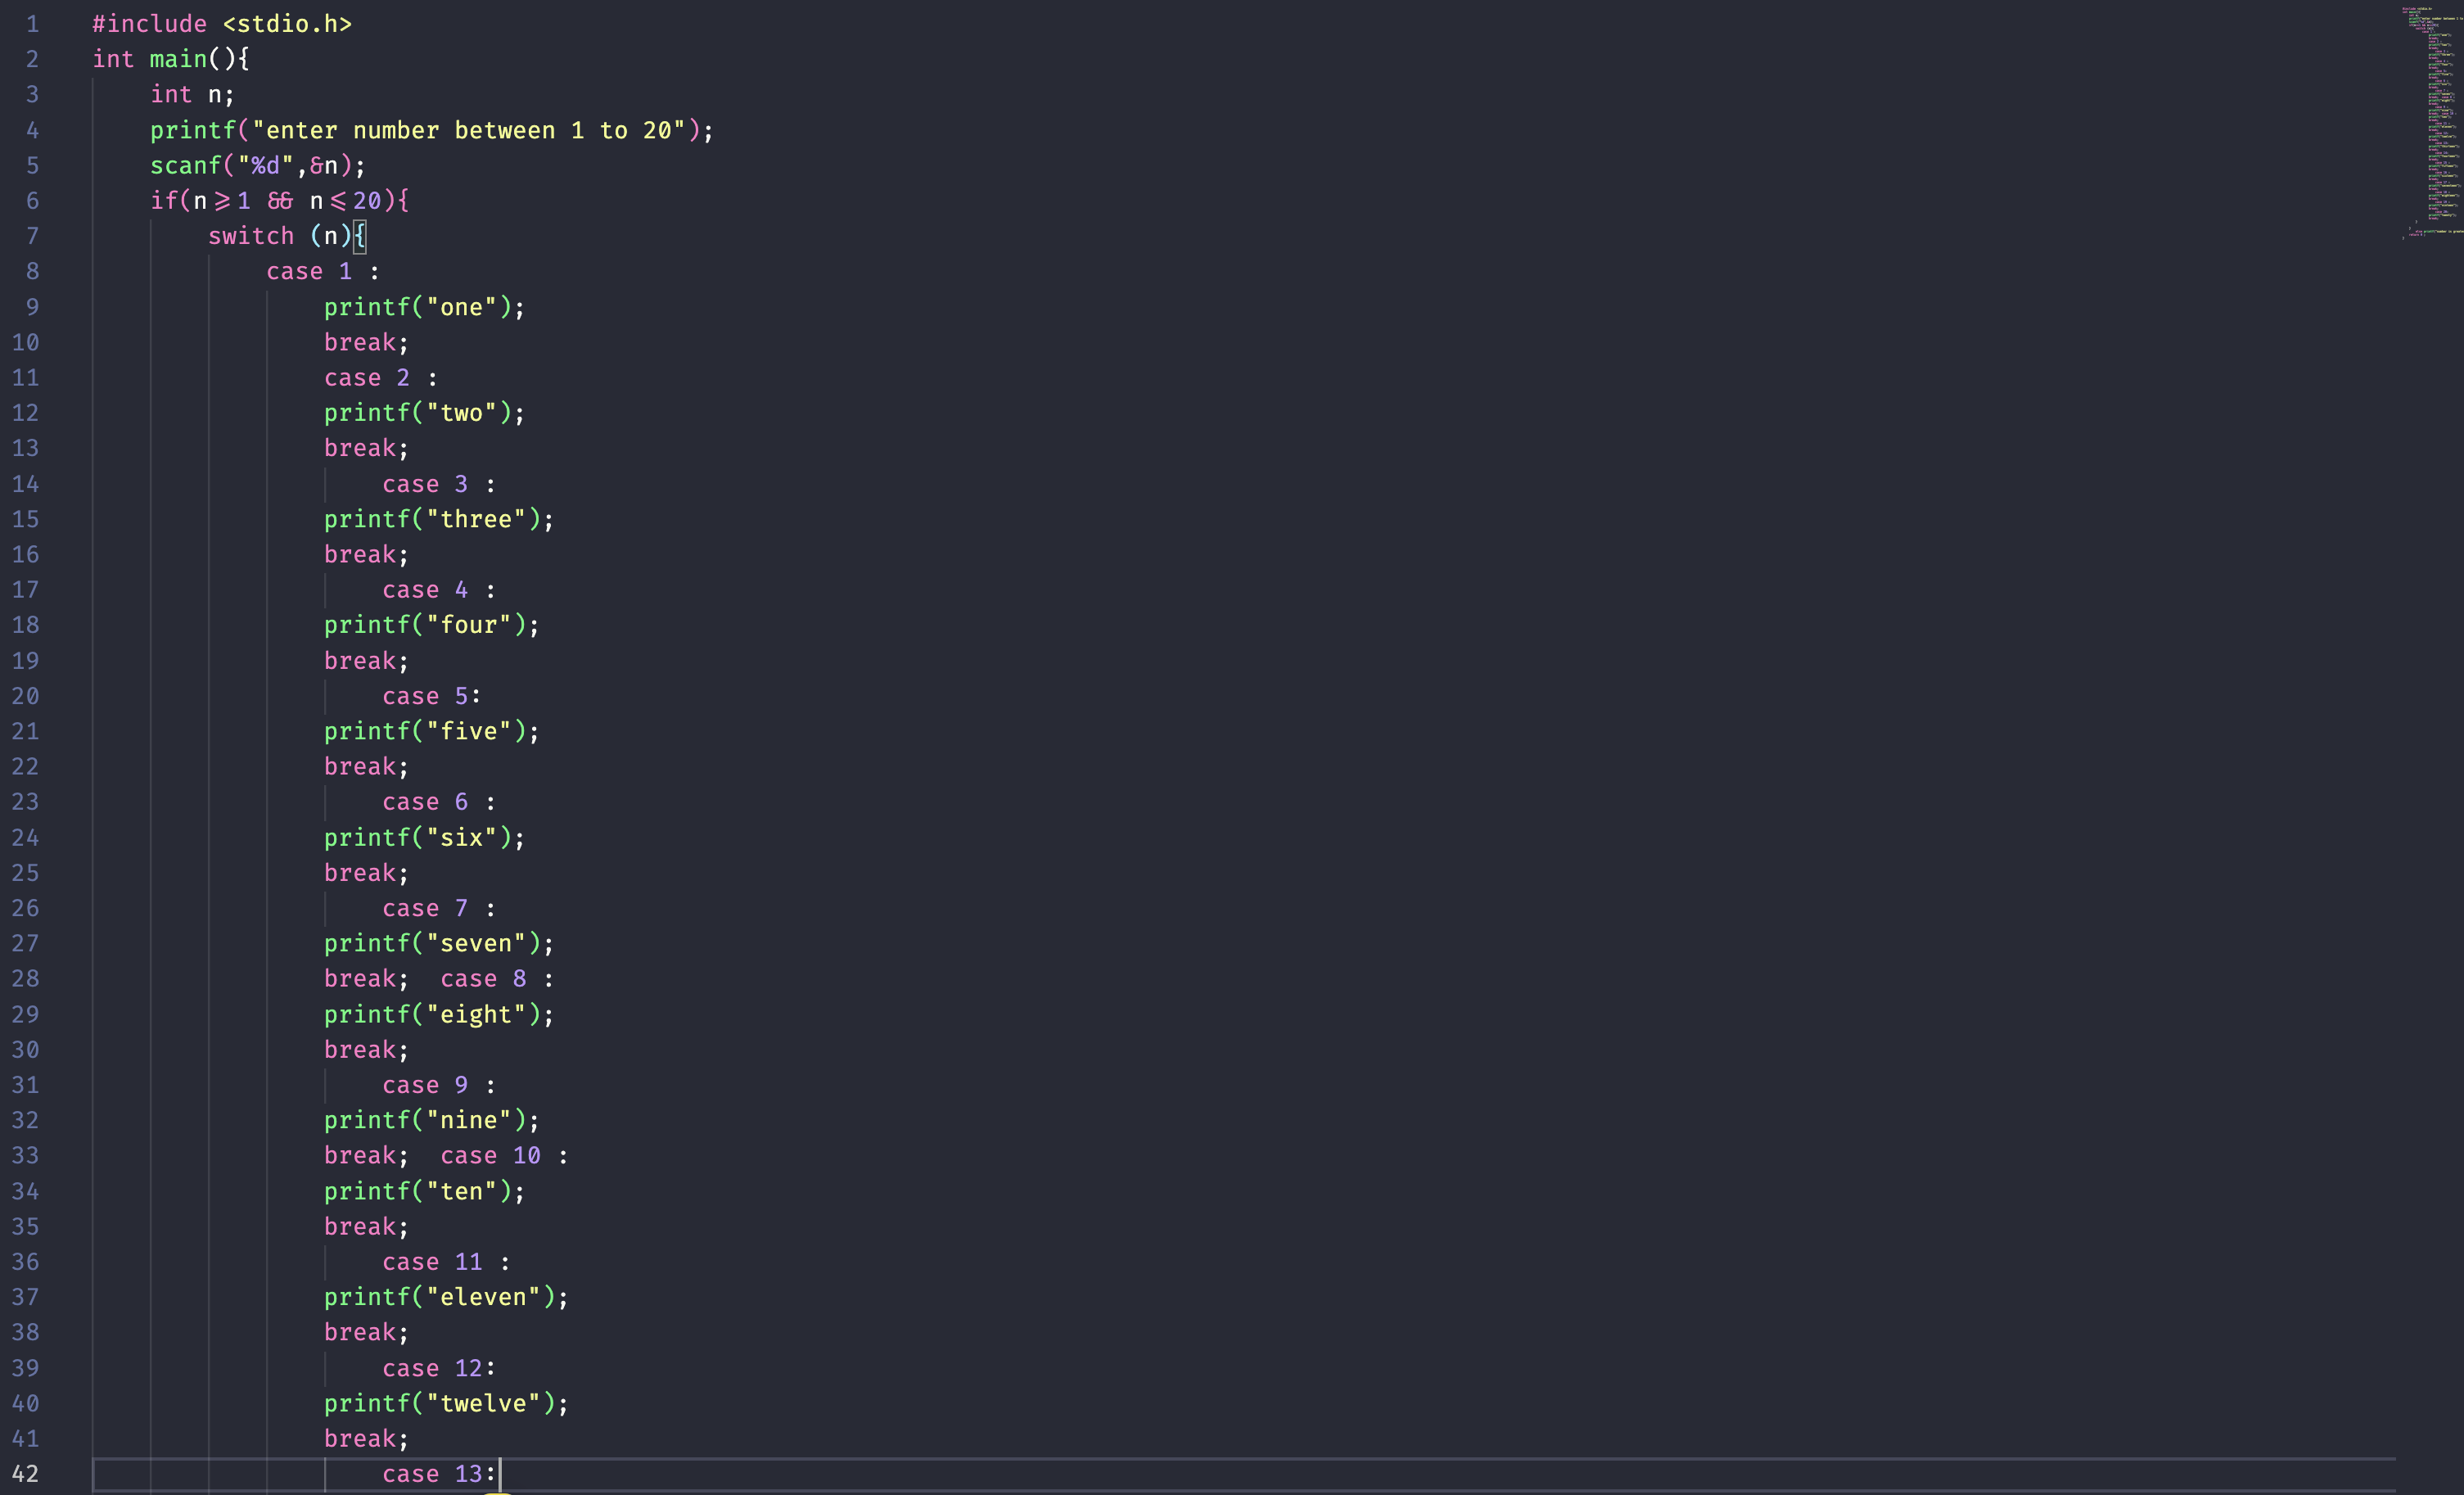 1 #include <stdio.h>
2 int main(){
3 int n;
4 printf("enter number between 1 to 20");
5 scanf("%d",&n);
6 if(n>=1 && n<=20){
7 switch (n){
8 case 1 :
9 printf("one");
10 break;
11 case 2 :
12 printf("two");
13 break;
14 case 3 :
15 printf("three");
16 break;
17 case 4 :
18 printf("four");
19 break;
20 case 5:
21 printf("five");
22 break;
23 case 6 :
24 printf("six");
25 break;
26 case 7 :
27 printf("seven");
28 break;  case 8 :
29 printf("eight");
30 break;
31 case 9 :
32 printf("nine");
33 break;  case 10 :
34 printf("ten");
35 break;
36 case 11 :
37 printf("eleven");
38 break;
39 case 12:
40 printf("twelve");
41 break;
42 case 13: